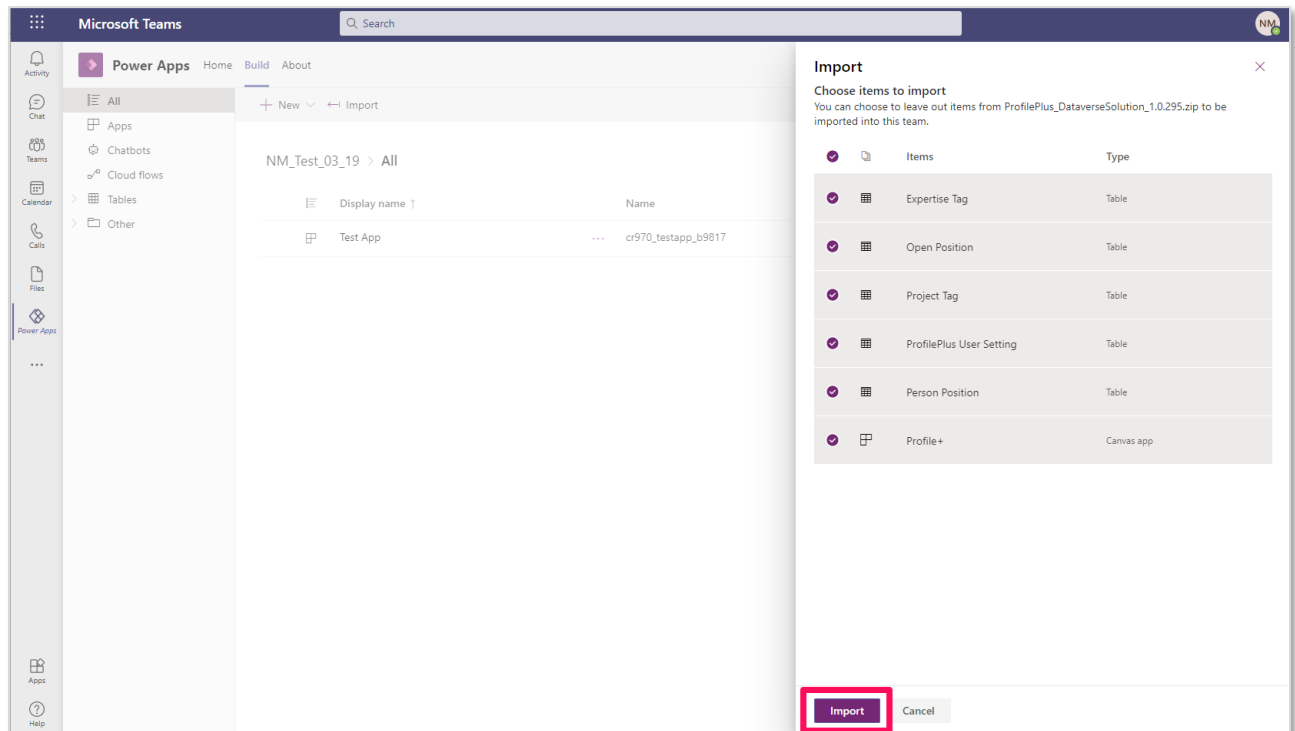 Microsoft Teams
Search
NM
Activity
Chat
Teams
Calendar
Calls
Files
Power Apps
...
Apps
Help
Power Apps Home Build About
All
Apps
Chatbots
Cloud flows
Tables
Other
New Import
NM_Test_03_19 > All
Display name ↑ Name
Test App ... cr970_testapp_b9817
Import
Choose items to import
You can choose to leave out items from ProfilePlus_DataverseSolution_1.0.295.zip to be
imported into this team.
Items Type
Expertise Tag Table
Open Position Table
Project Tag Table
ProfilePlus User Setting Table
Person Position Table
Profile+ Canvas app
Import Cancel